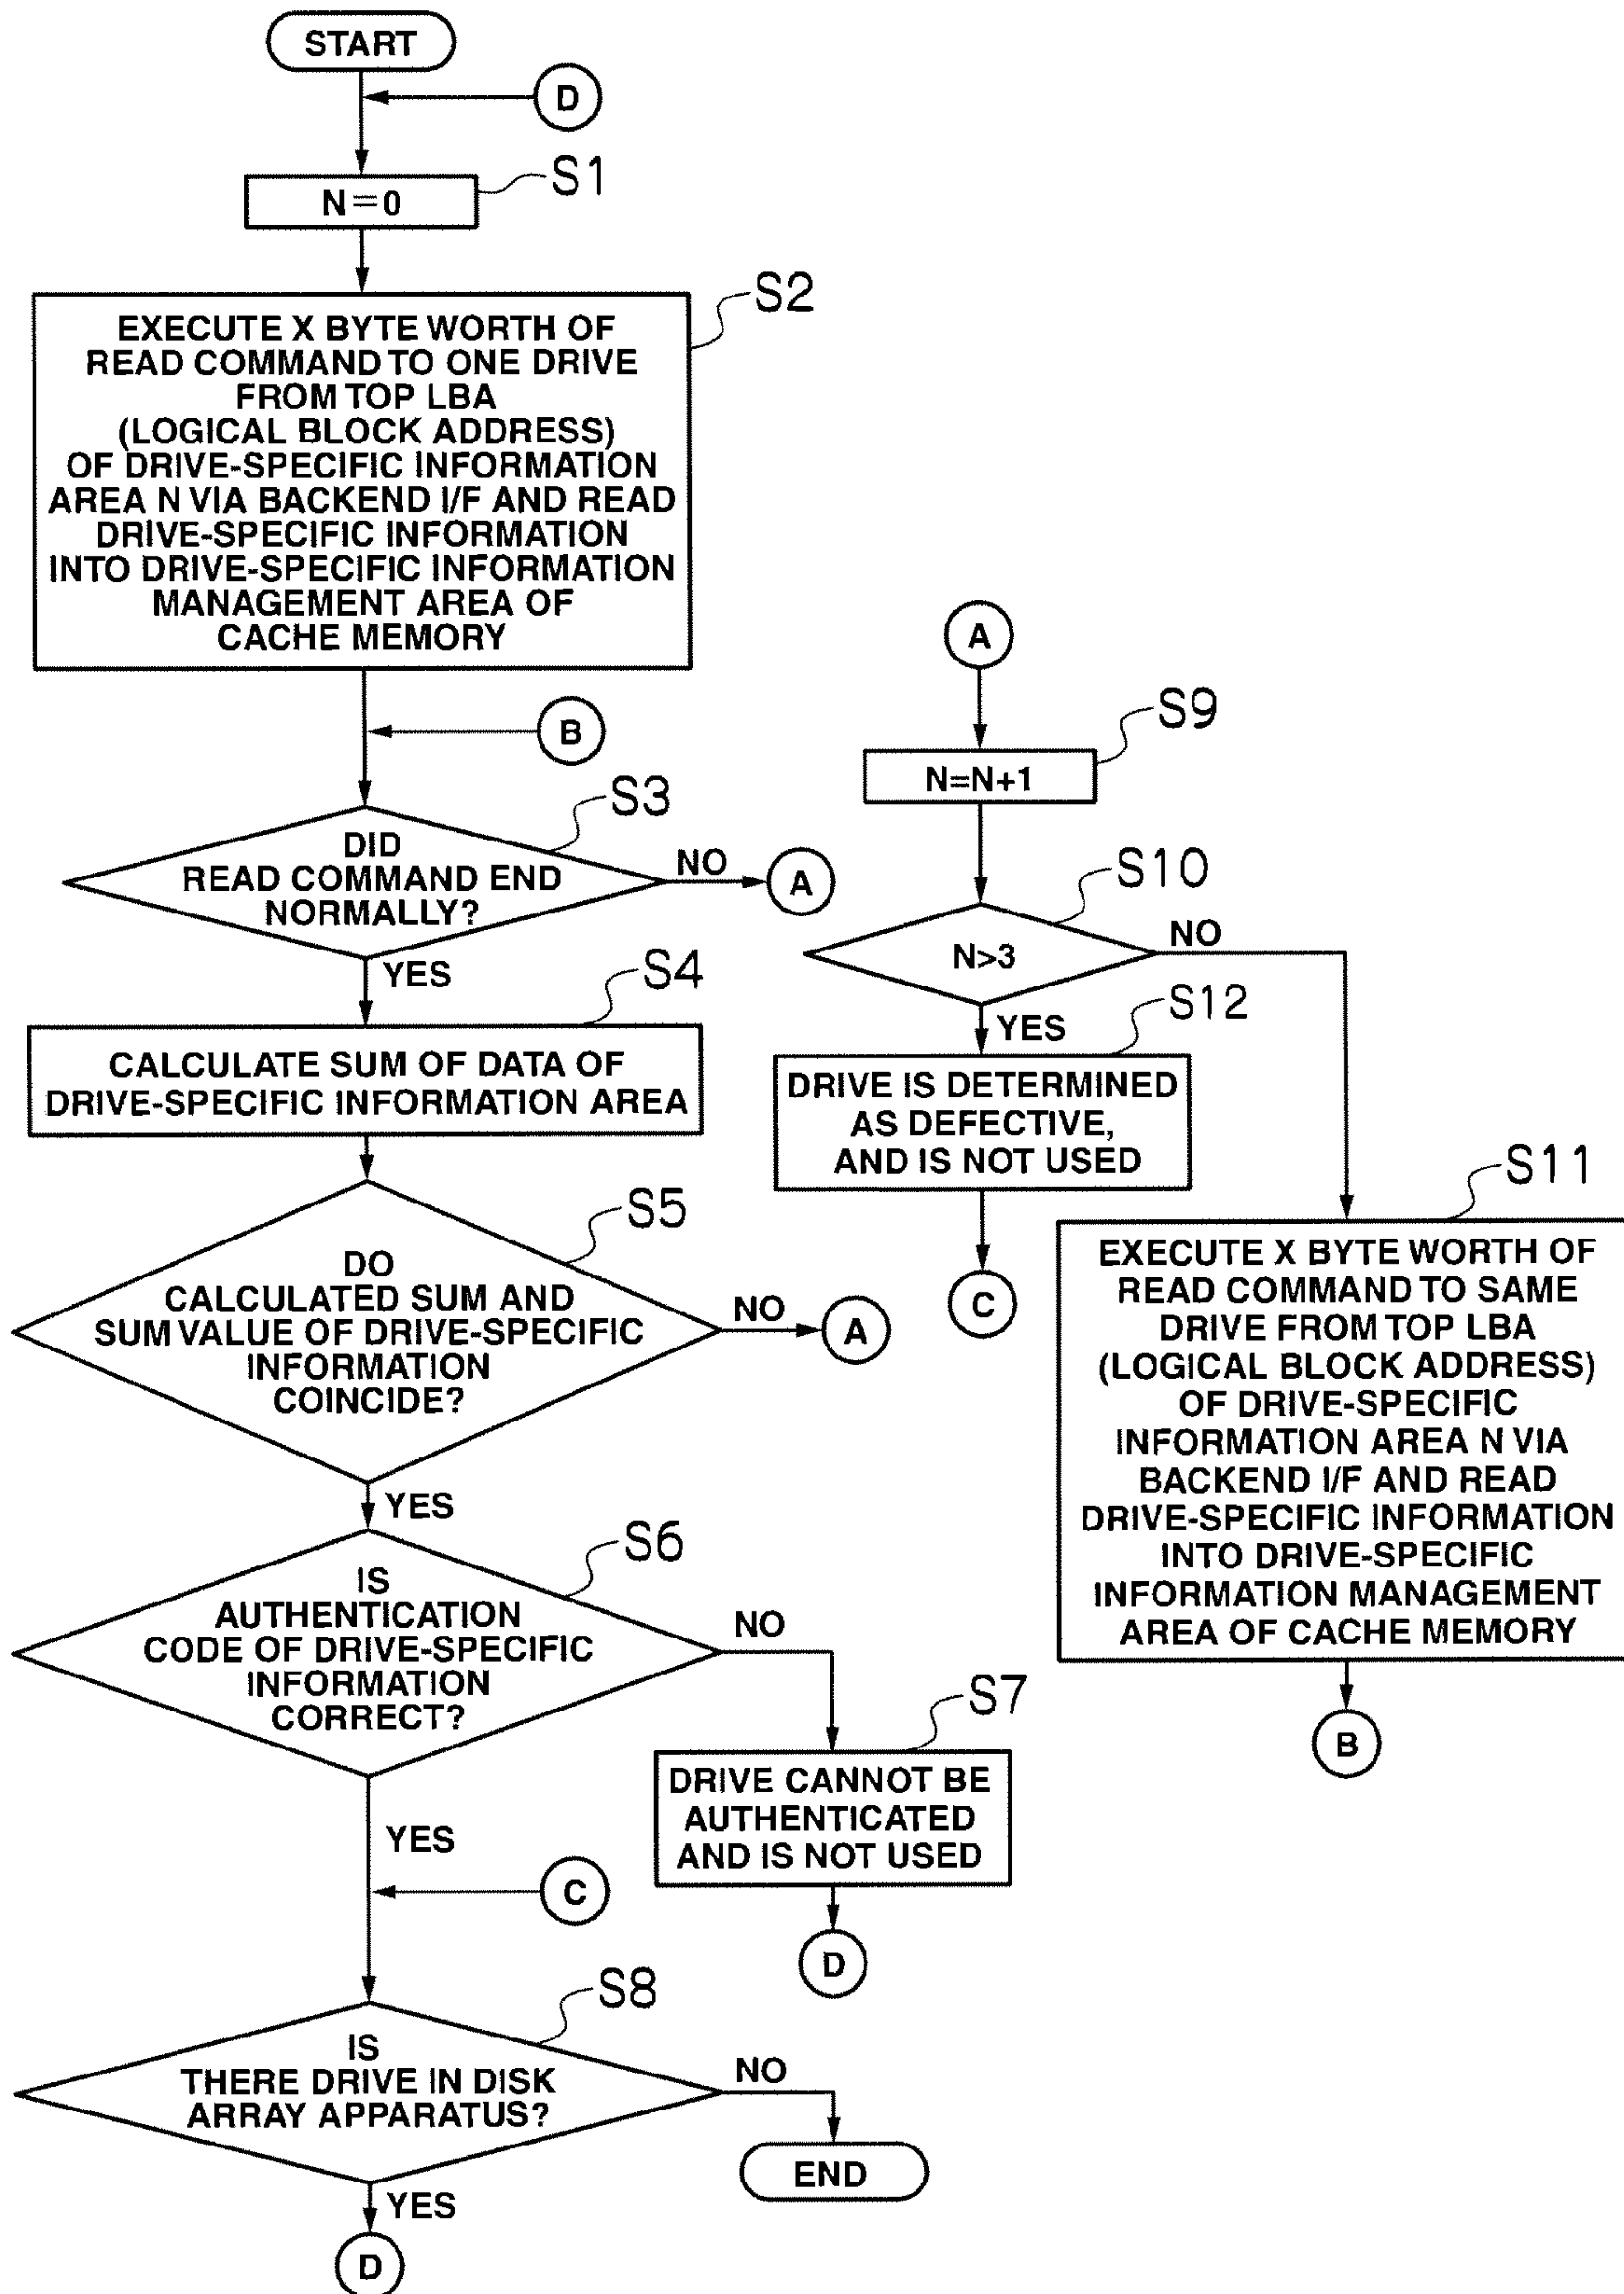 START
D
S1
N=0
S2
EXECUTE X BYTE WORTH OF
READ COMMAND TO ONE DRIVE
FROM TOP LBA
(LOGICAL BLOCK ADDRESS)
OF DRIVE-SPECIFIC INFORMATION
AREA N VIA BACKEND I/F AND READ
DRIVE-SPECIFIC INFORMATION
INTO DRIVE-SPECIFIC INFORMATION
MANAGEMENT AREA OF
CACHE MEMORY
B
S3
DID
READ COMMAND END
NORMALLY?
NO
A
YES
S4
CALCULATE SUM OF DATA OF
DRIVE-SPECIFIC INFORMATION AREA
S5
DO
CALCULATED SUM AND
SUM VALUE OF DRIVE-SPECIFIC
INFORMATION
COINCIDE?
NO
A
YES
S6
IS
AUTHENTICATION
CODE OF DRIVE-SPECIFIC
INFORMATION
CORRECT?
NO
S7
DRIVE CANNOT BE
AUTHENTICATED
AND IS NOT USED
D
YES
C
S8
IS
THERE DRIVE IN DISK
ARRAY APPARATUS?
NO
END
YES
D
A
S9
N=N+1
S10
N>3
NO
YES
S12
DRIVE IS DETERMINED
AS DEFECTIVE,
AND IS NOT USED
C
S11
EXECUTE X BYTE WORTH OF
READ COMMAND TO SAME
DRIVE FROM TOP LBA
(LOGICAL BLOCK ADDRESS)
OF DRIVE-SPECIFIC
INFORMATION AREA N VIA
BACKEND I/F AND READ
DRIVE-SPECIFIC INFORMATION
INTO DRIVE-SPECIFIC
INFORMATION MANAGEMENT
AREA OF CACHE MEMORY
B